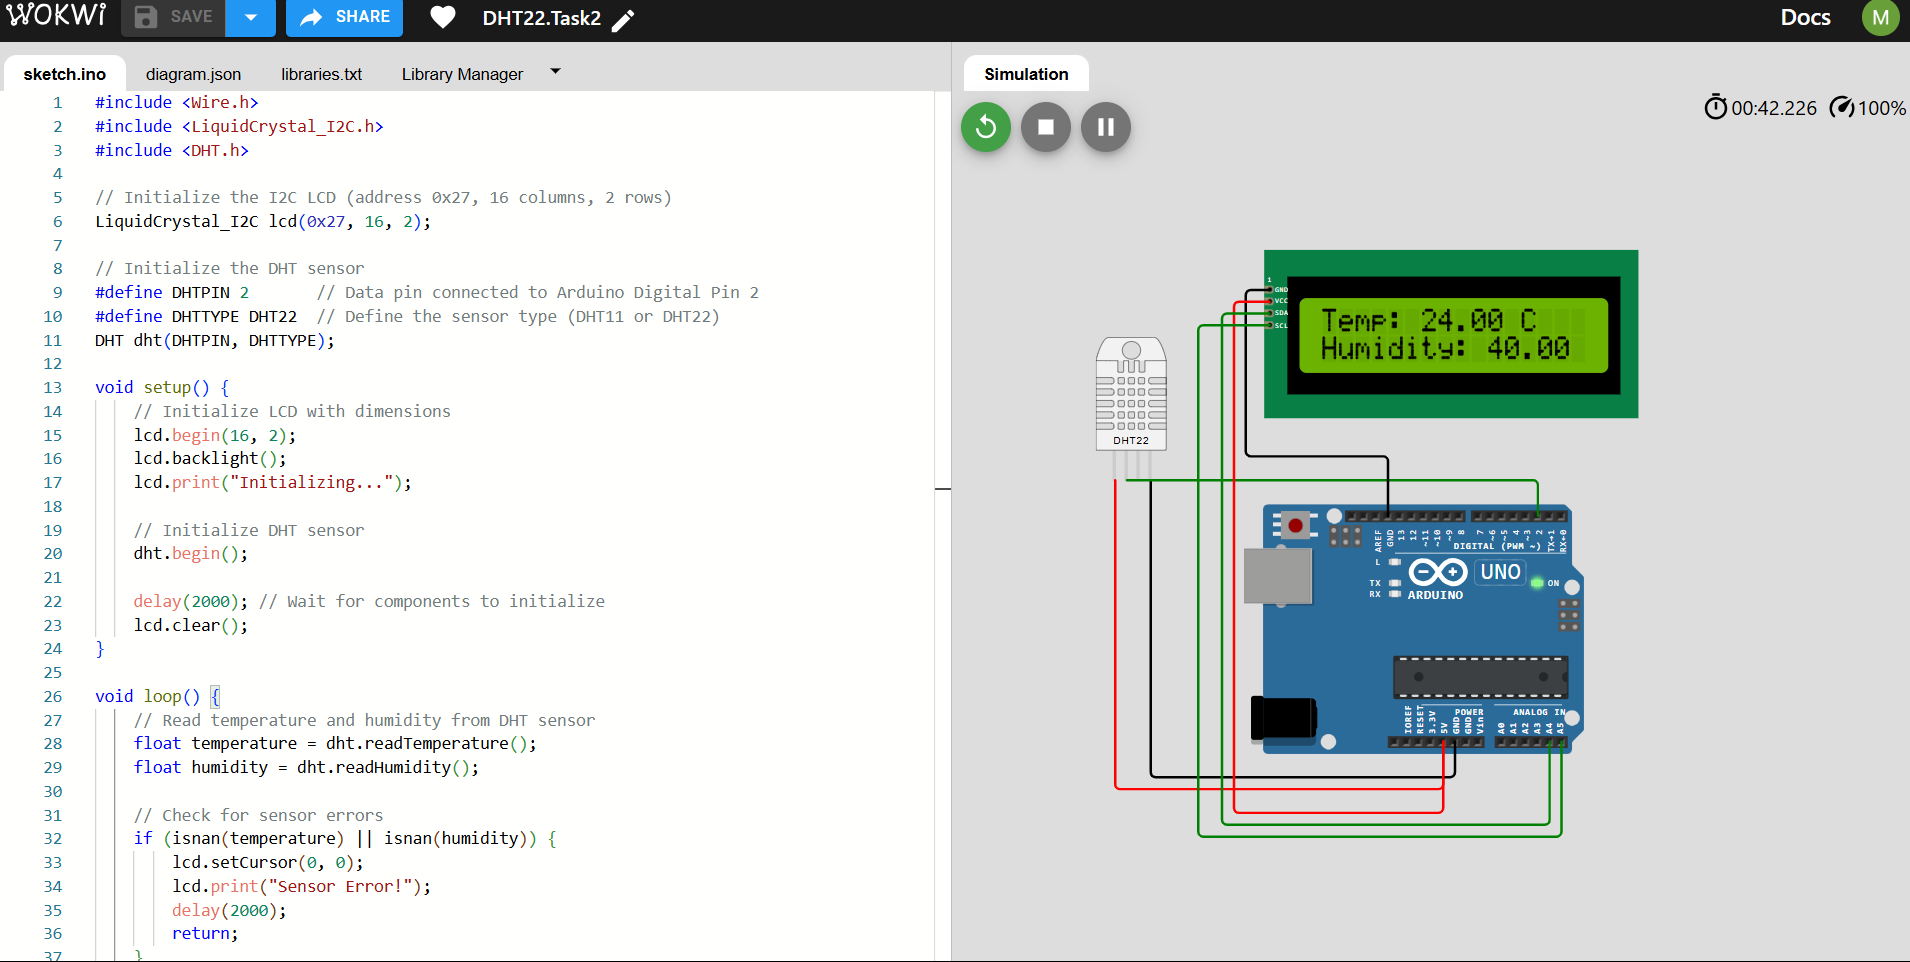 WOKWi SAVE SHARE DHT22.Task2 Docs M
sketch.ino diagram.json libraries.txt Library Manager
1 #include <Wire.h>
2 #include <LiquidCrystal_I2C.h>
3 #include <DHT.h>
4
5 // Initialize the I2C LCD (address 0x27, 16 columns, 2 rows)
6 LiquidCrystal_I2C lcd(0x27, 16, 2);
7
8 // Initialize the DHT sensor
9 #define DHTPIN 2 // Data pin connected to Arduino Digital Pin 2
10 #define DHTTYPE DHT22 // Define the sensor type (DHT11 or DHT22)
11 DHT dht(DHTPIN, DHTTYPE);
12
13 void setup() {
14 // Initialize LCD with dimensions
15 lcd.begin(16, 2);
16 lcd.backlight();
17 lcd.print("Initializing...");
18
19 // Initialize DHT sensor
20 dht.begin();
21
22 delay(2000); // Wait for components to initialize
23 lcd.clear();
24 }
25
26 void loop() {
27 // Read temperature and humidity from DHT sensor
28 float temperature = dht.readTemperature();
29 float humidity = dht.readHumidity();
30
31 // Check for sensor errors
32 if (isnan(temperature) || isnan(humidity)) {
33 lcd.setCursor(0, 0);
34 lcd.print("Sensor Error!");
35 delay(2000);
36 return;
37 }
Simulation
00:42.226 100%
1
GND
VCC
SDA
SCL
Temp: 24.00 C
Humidity: 40.00
DHT22
AREF GND 13 12 ~11 ~10 ~9 8 7 ~6 ~5 4 ~3 2 TX→1 RX←0
DIGITAL (PWM ~)
L
TX
RX
UNO
ON
ARDUINO
POWER
ANALOG IN
IOREF RESET 3.3V 5V GND GND Vin A0 A1 A2 A3 A4 A5